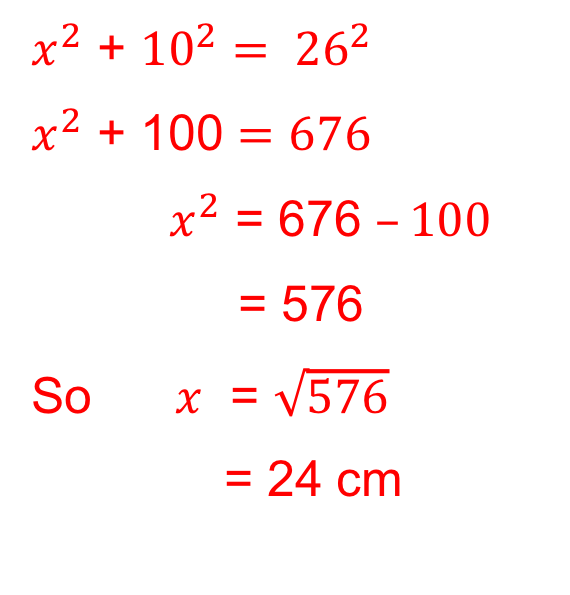 x² + 10² = 26²
x² + 100 = 676
x² = 676 – 100
= 576
So x = √576
= 24 cm